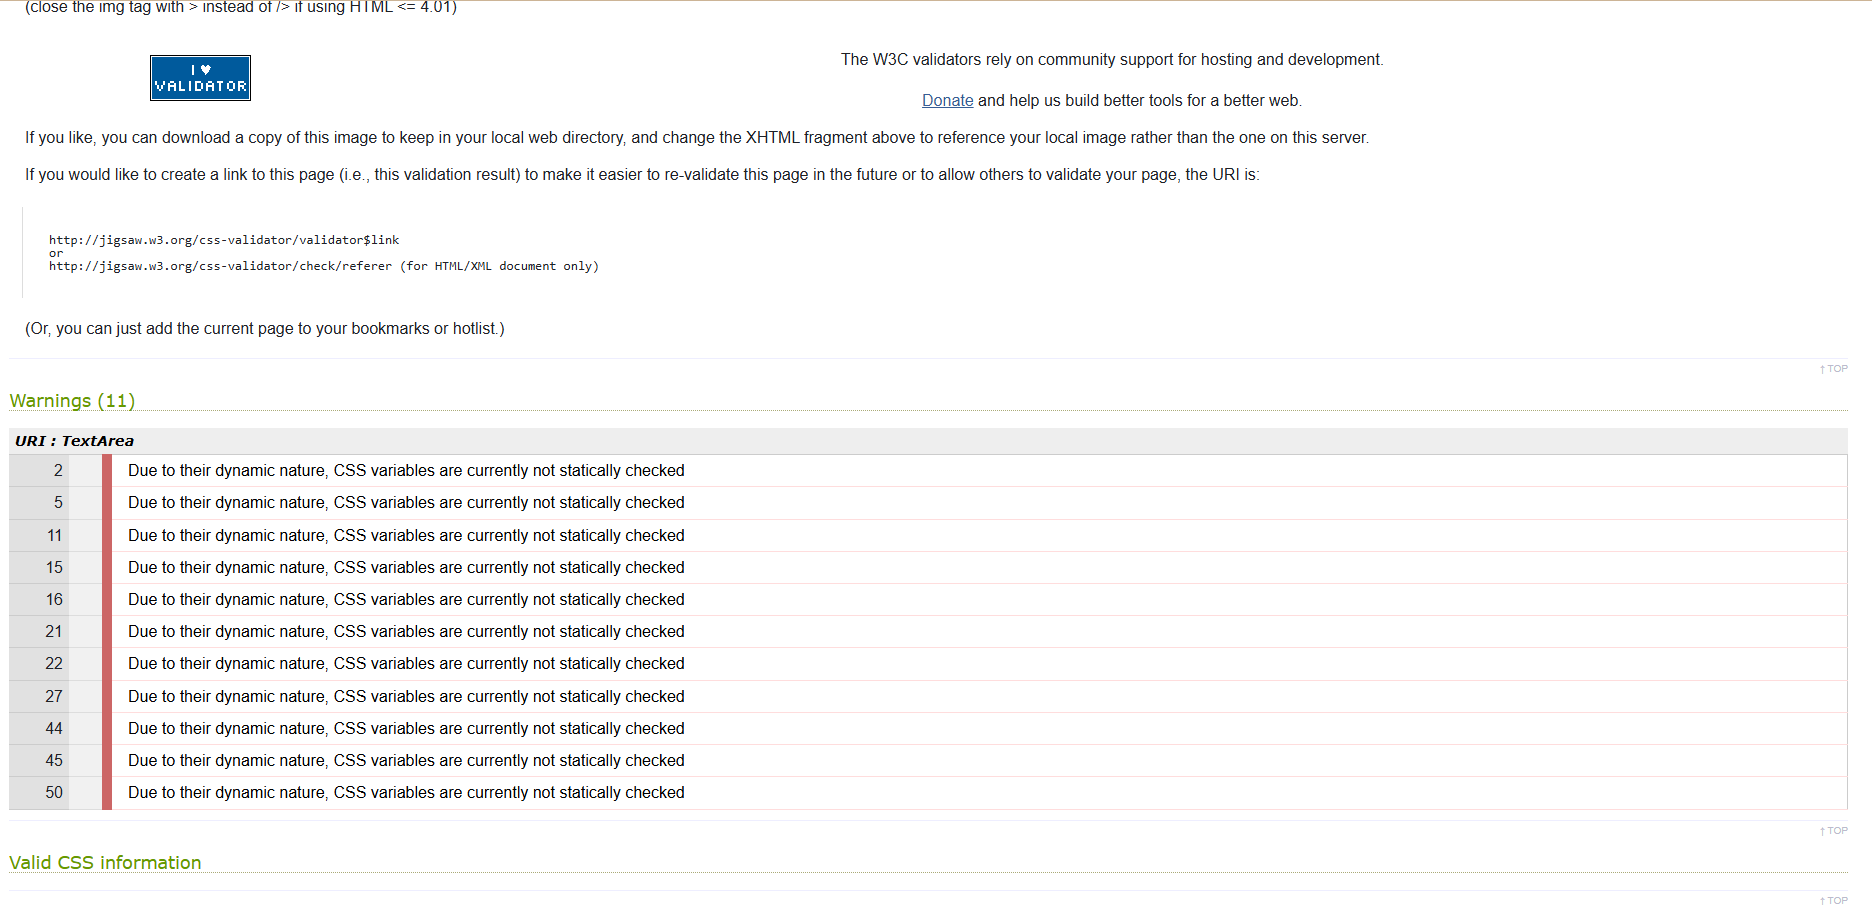 (close the img tag with > instead of /> if using HTML <= 4.01)
I ♥
VALIDATOR
The W3C validators rely on community support for hosting and development.
Donate and help us build better tools for a better web.
If you like, you can download a copy of this image to keep in your local web directory, and change the XHTML fragment above to reference your local image rather than the one on this server.
If you would like to create a link to this page (i.e., this validation result) to make it easier to re-validate this page in the future or to allow others to validate your page, the URI is:
http://jigsaw.w3.org/css-validator/validator$link
or
http://jigsaw.w3.org/css-validator/check/referer (for HTML/XML document only)
(Or, you can just add the current page to your bookmarks or hotlist.)
↑ TOP
Warnings (11)
URI : TextArea
2 Due to their dynamic nature, CSS variables are currently not statically checked
5 Due to their dynamic nature, CSS variables are currently not statically checked
11 Due to their dynamic nature, CSS variables are currently not statically checked
15 Due to their dynamic nature, CSS variables are currently not statically checked
16 Due to their dynamic nature, CSS variables are currently not statically checked
21 Due to their dynamic nature, CSS variables are currently not statically checked
22 Due to their dynamic nature, CSS variables are currently not statically checked
27 Due to their dynamic nature, CSS variables are currently not statically checked
44 Due to their dynamic nature, CSS variables are currently not statically checked
45 Due to their dynamic nature, CSS variables are currently not statically checked
50 Due to their dynamic nature, CSS variables are currently not statically checked
↑ TOP
Valid CSS information
↑ TOP